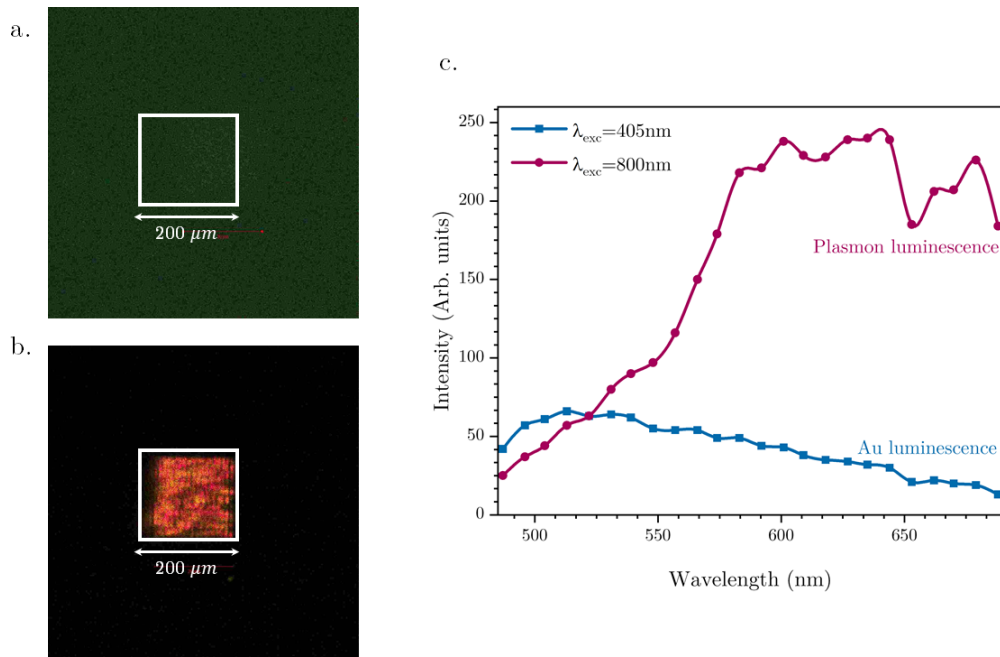 a.
200 μm
b.
200 μm
c.
λexc=405nm
λexc=800nm
Plasmon luminescence
Au luminescence
Intensity (Arb. units)
250
200
150
100
50
0
500
550
600
650
Wavelength (nm)